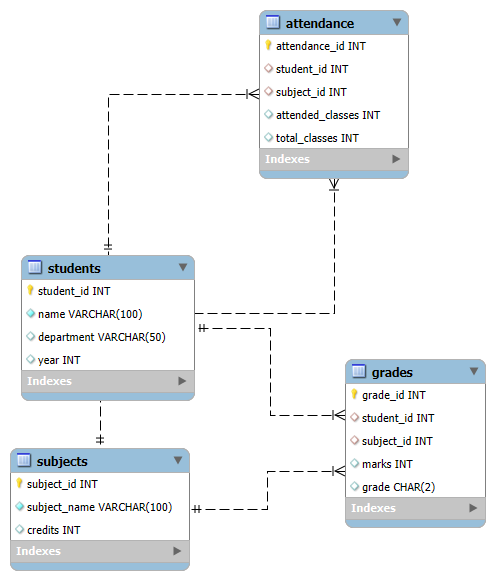 attendance
attendance_id INT
student_id INT
subject_id INT
attended_classes INT
total_classes INT
Indexes
students
student_id INT
name VARCHAR(100)
department VARCHAR(50)
year INT
Indexes
grades
grade_id INT
student_id INT
subject_id INT
marks INT
grade CHAR(2)
Indexes
subjects
subject_id INT
subject_name VARCHAR(100)
credits INT
Indexes